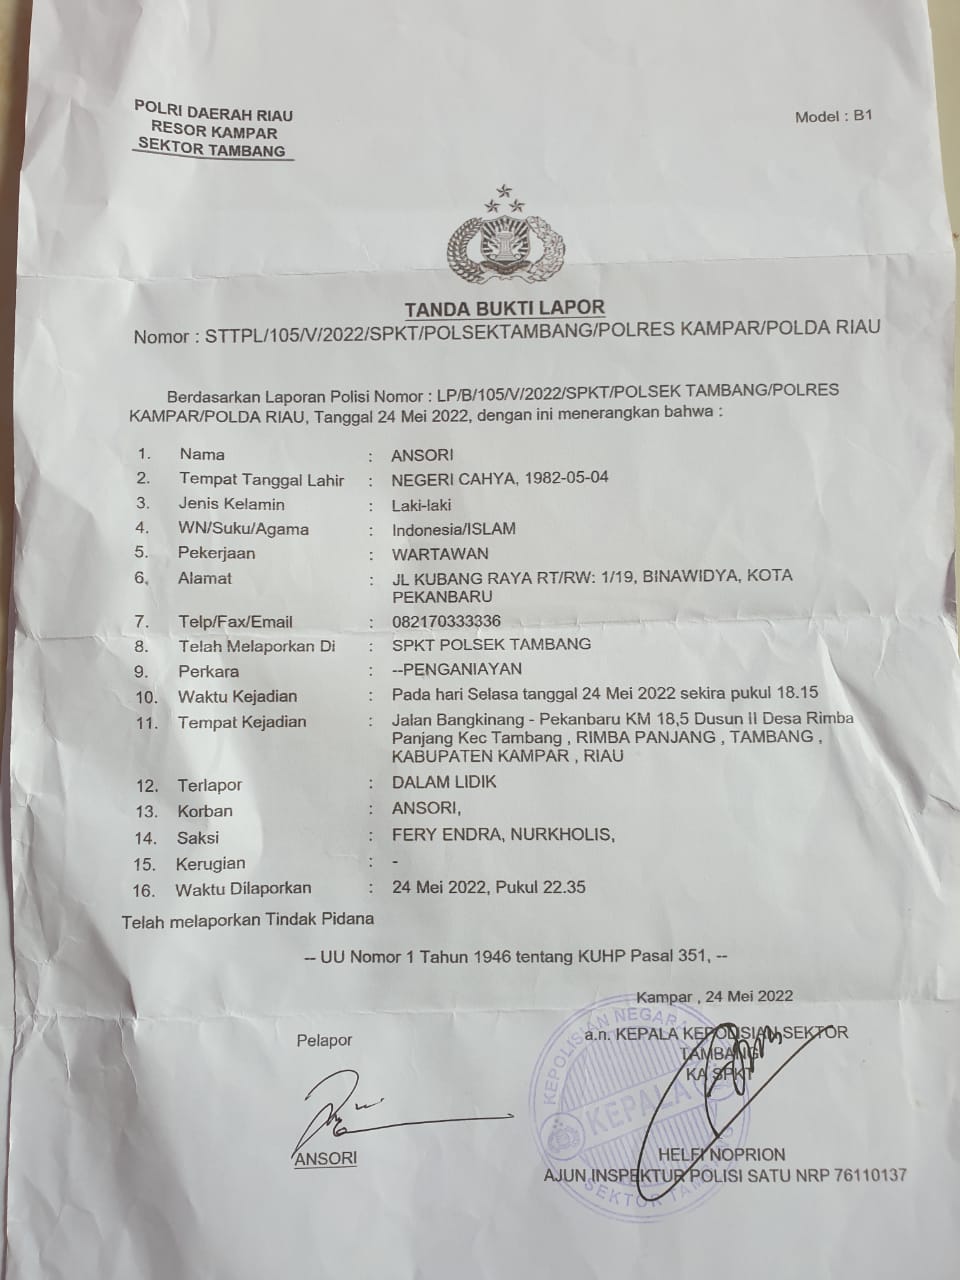 POLRI DAERAH RIAU
RESOR KAMPAR
SEKTOR TAMBANG
Model : B1
TANDA BUKTI LAPOR
Nomor : STTPL/105/V/2022/SPKT/POLSEKTAMBANG/POLRES KAMPAR/POLDA RIAU
Berdasarkan Laporan Polisi Nomor : LP/B/105/V/2022/SPKT/POLSEK TAMBANG/POLRES
KAMPAR/POLDA RIAU, Tanggal 24 Mei 2022, dengan ini menerangkan bahwa :
1. Nama : ANSORI
2. Tempat Tanggal Lahir : NEGERI CAHYA, 1982-05-04
3. Jenis Kelamin : Laki-laki
4. WN/Suku/Agama : Indonesia/ISLAM
5. Pekerjaan : WARTAWAN
6, Alamat : JL KUBANG RAYA RT/RW: 1/19, BINAWIDYA, KOTA
PEKANBARU
7. Telp/Fax/Email : 082170333336
8. Telah Melaporkan Di : SPKT POLSEK TAMBANG
9. Perkara : --PENGANIAYAN
10. Waktu Kejadian : Pada hari Selasa tanggal 24 Mei 2022 sekira pukul 18.15
11. Tempat Kejadian : Jalan Bangkinang - Pekanbaru KM 18,5 Dusun II Desa Rimba
Panjang Kec Tambang , RIMBA PANJANG , TAMBANG ,
KABUPATEN KAMPAR , RIAU
12. Terlapor : DALAM LIDIK
13. Korban : ANSORI,
14. Saksi : FERY ENDRA, NURKHOLIS,
15. Kerugian : -
16. Waktu Dilaporkan : 24 Mei 2022, Pukul 22.35
Telah melaporkan Tindak Pidana
-- UU Nomor 1 Tahun 1946 tentang KUHP Pasal 351, --
Kampar , 24 Mei 2022
Pelapor
a.n. KEPALA KEPOLISIAN SEKTOR
TAMBANG
KA SPKT
KEPOLISIAN NEGARA
KEPALA
SEKTOR TAMBANG
ANSORI
HELFI NOPRION
AJUN INSPEKTUR POLISI SATU NRP 76110137